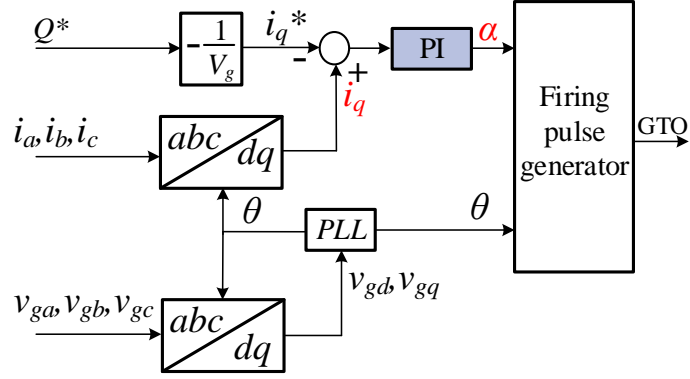 Q*
-1/V_g
i_q*
-
+
PI
α
i_q
i_a,i_b,i_c
abc
dq
Firing
pulse
generator
GTO
θ
PLL
θ
v_gd,v_gq
v_ga,v_gb,v_gc
abc
dq